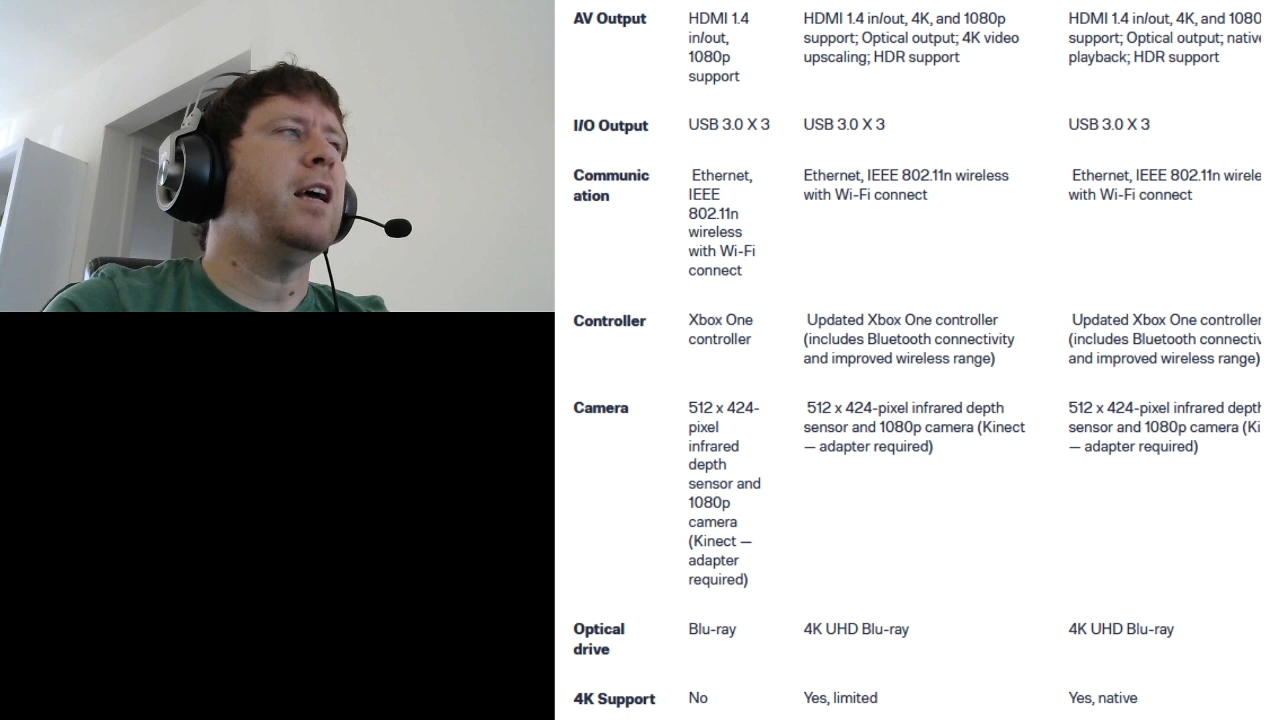 AV Output
HDMI 1.4
in/out,
1080p
support
HDMI 1.4 in/out, 4K, and 1080p
support; Optical output; 4K video
upscaling; HDR support
HDMI 1.4 in/out, 4K, and 1080
support; Optical output; native
playback; HDR support
I/O Output
USB 3.0 X 3
USB 3.0 X 3
USB 3.0 X 3
Communic
ation
Ethernet,
IEEE
802.11n
wireless
with Wi-Fi
connect
Ethernet, IEEE 802.11n wireless
with Wi-Fi connect
Ethernet, IEEE 802.11n wirele
with Wi-Fi connect
Controller
Xbox One
controller
Updated Xbox One controller
(includes Bluetooth connectivity
and improved wireless range)
Updated Xbox One controller
(includes Bluetooth connectiv
and improved wireless range)
Camera
512 x 424-
pixel
infrared
depth
sensor and
1080p
camera
(Kinect —
adapter
required)
512 x 424-pixel infrared depth
sensor and 1080p camera (Kinect
— adapter required)
512 x 424-pixel infrared depth
sensor and 1080p camera (Ki
— adapter required)
Optical
drive
Blu-ray
4K UHD Blu-ray
4K UHD Blu-ray
4K Support
No
Yes, limited
Yes, native